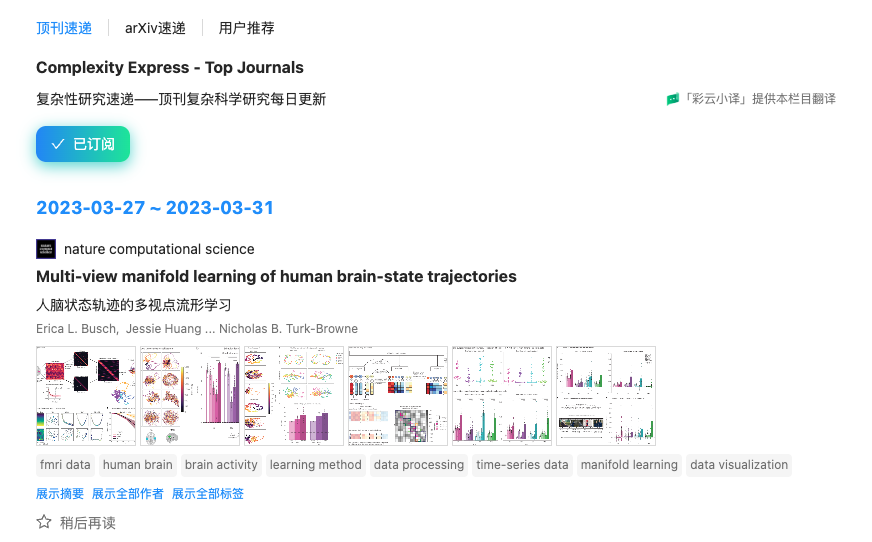 顶刊速递 arXiv速递 用户推荐
Complexity Express - Top Journals
复杂性研究速递——顶刊复杂科学研究每日更新
「彩云小译」提供本栏目翻译
已订阅
2023-03-27 ~ 2023-03-31
nature computational science
Multi-view manifold learning of human brain-state trajectories
人脑状态轨迹的多视点流形学习
Erica L. Busch, Jessie Huang ... Nicholas B. Turk-Browne
fmri data human brain brain activity learning method data processing time-series data manifold learning data visualization
展示摘要 展示全部作者 展示全部标签
稍后再读